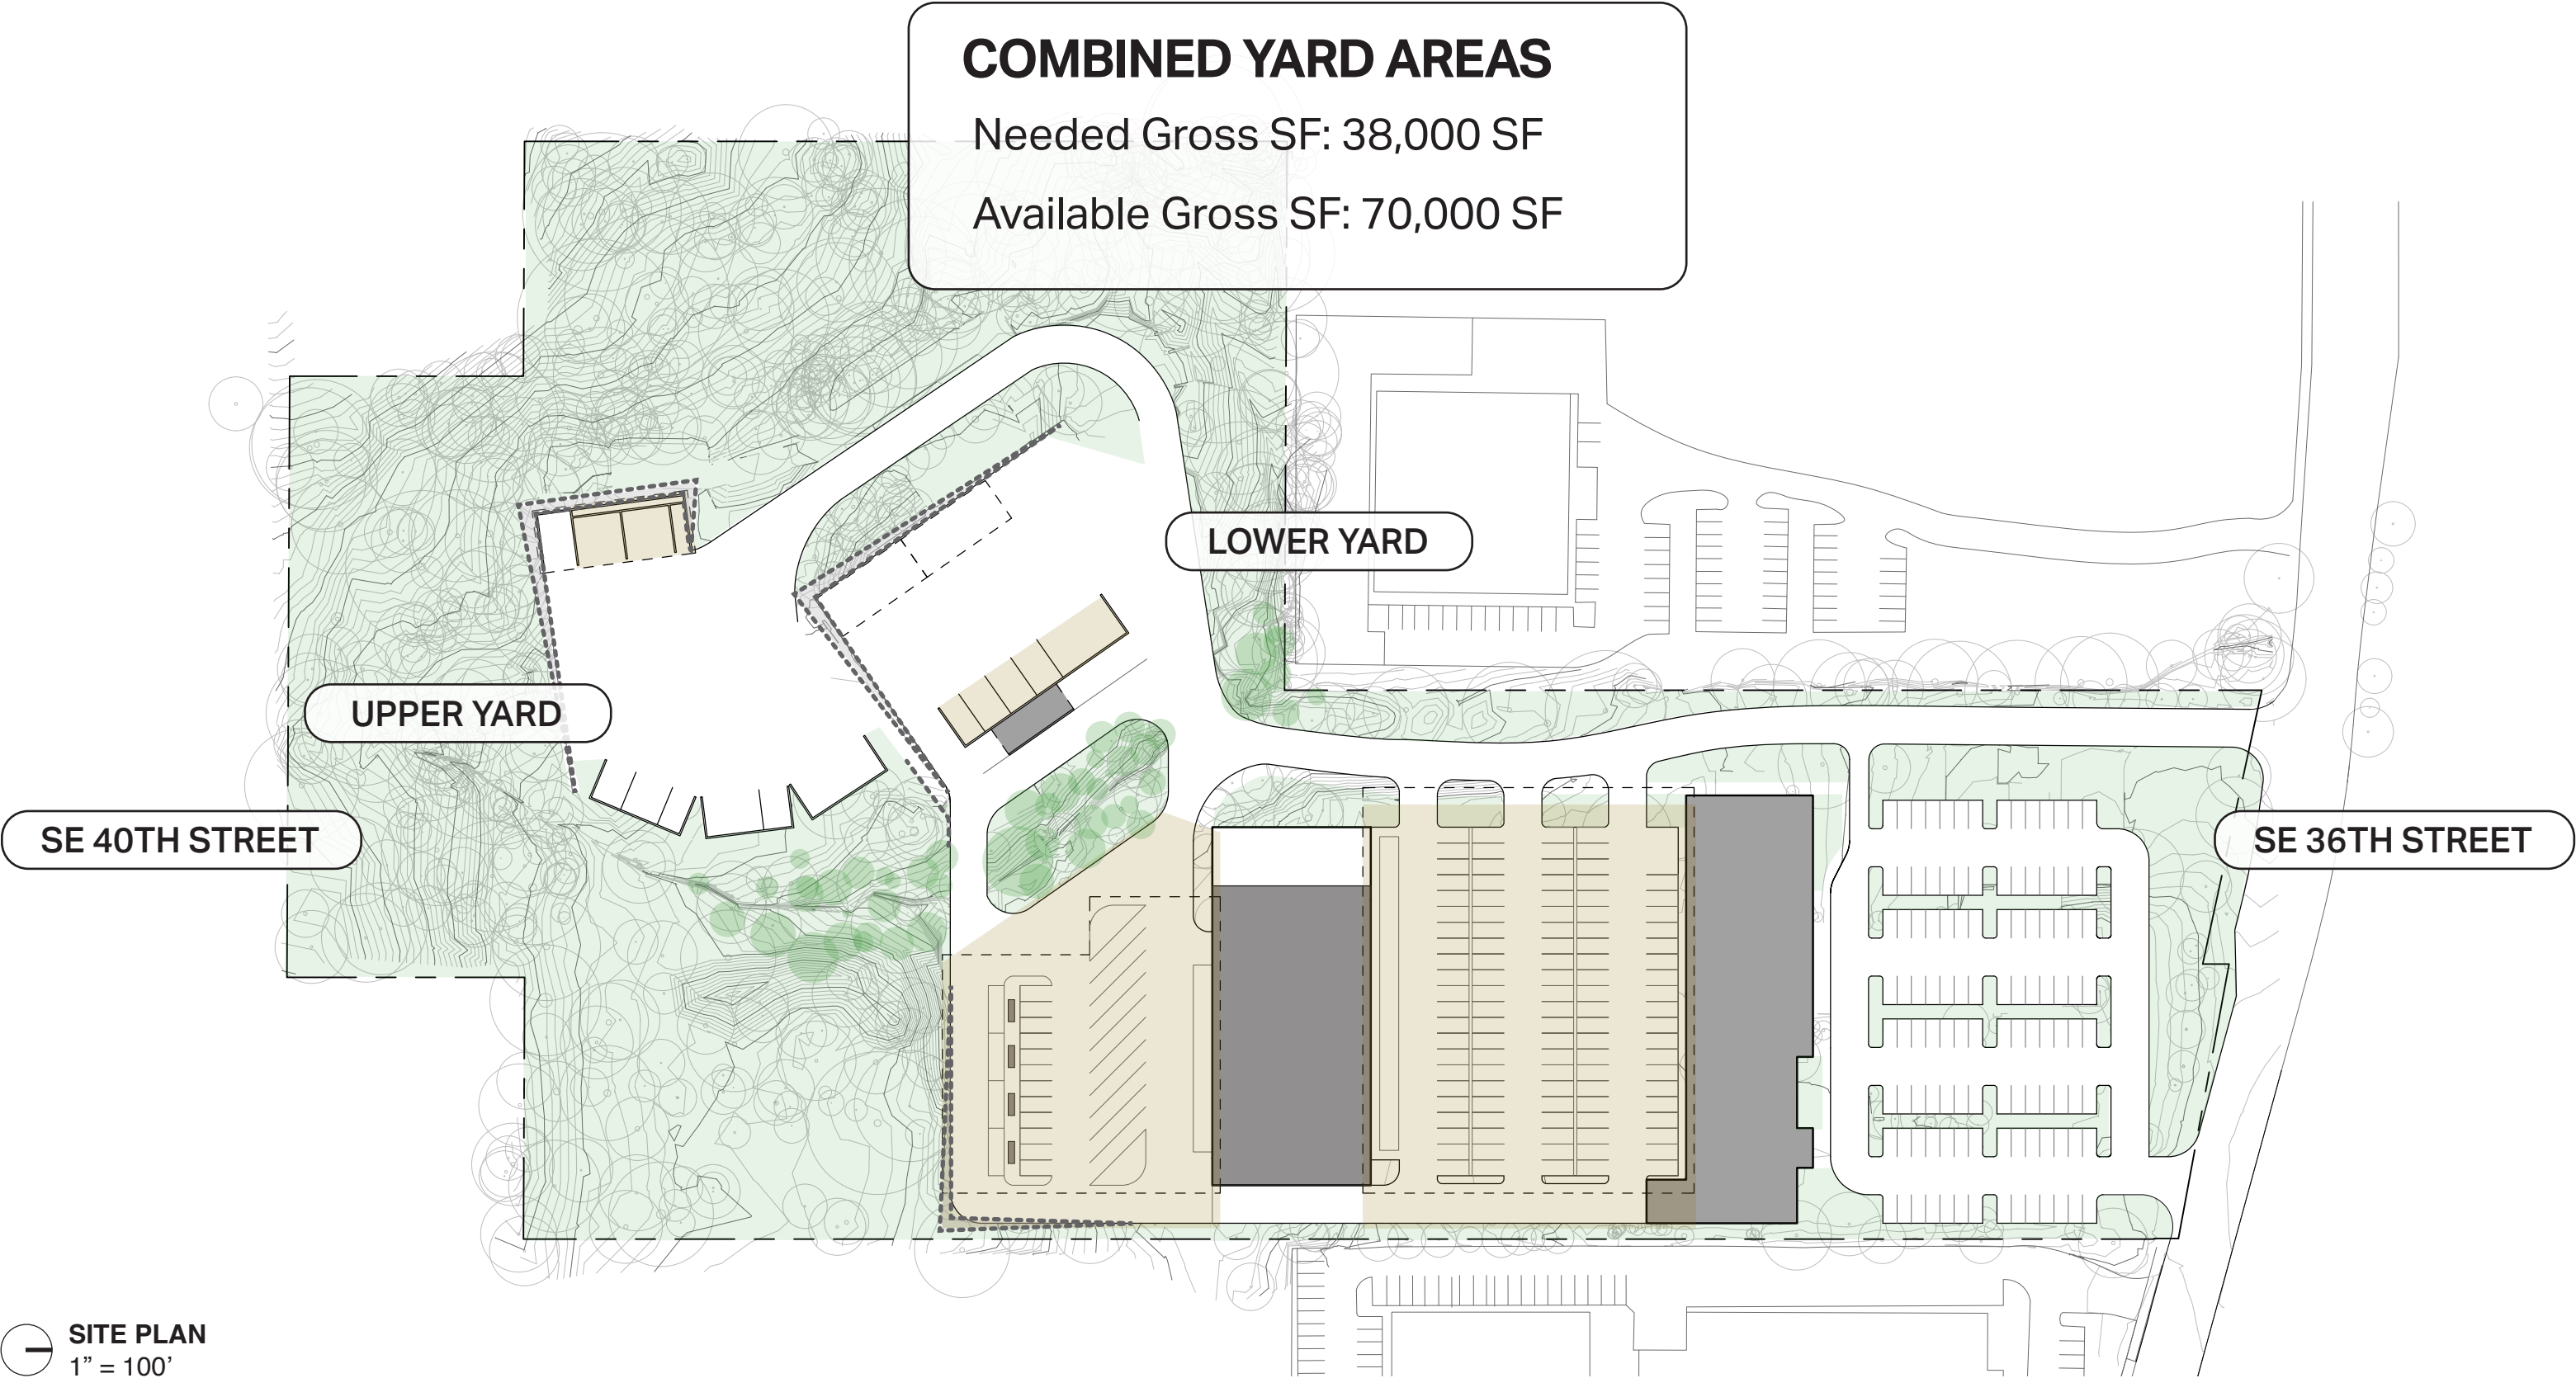 COMBINED YARD AREAS
Needed Gross SF: 38,000 SF
Available Gross SF: 70,000 SF
LOWER YARD
UPPER YARD
SE 40TH STREET
SE 36TH STREET
SITE PLAN
1” = 100’